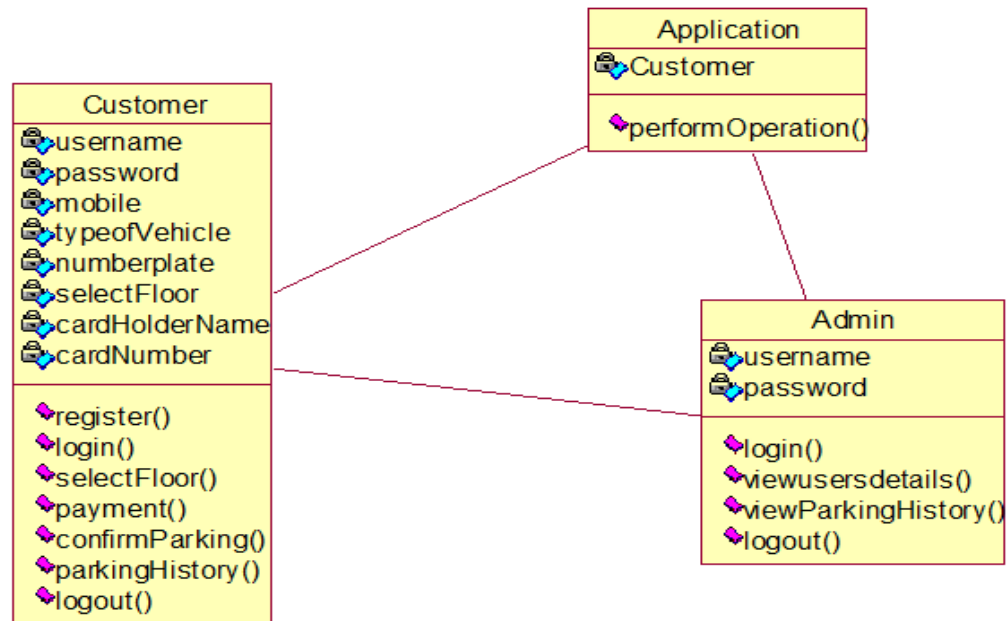 Application
Customer
performOperation()
Customer
username
password
mobile
typeofVehicle
numberplate
selectFloor
cardHolderName
cardNumber
register()
login()
selectFloor()
payment()
confirmParking()
parkingHistory()
logout()
Admin
username
password
login()
viewusersdetails()
viewParkingHistory()
logout()